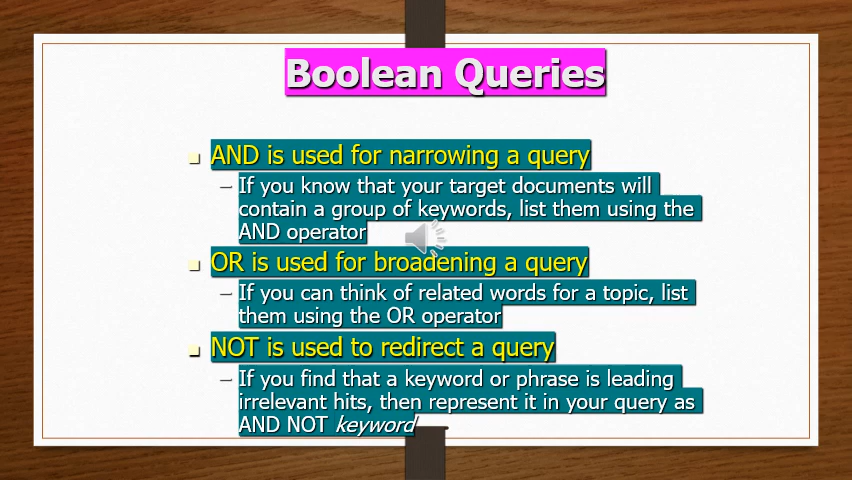 Boolean Queries
AND is used for narrowing a query
– If you know that your target documents will
contain a group of keywords, list them using the
AND operator
OR is used for broadening a query
– If you can think of related words for a topic, list
them using the OR operator
NOT is used to redirect a query
– If you find that a keyword or phrase is leading
irrelevant hits, then represent it in your query as
AND NOT keyword